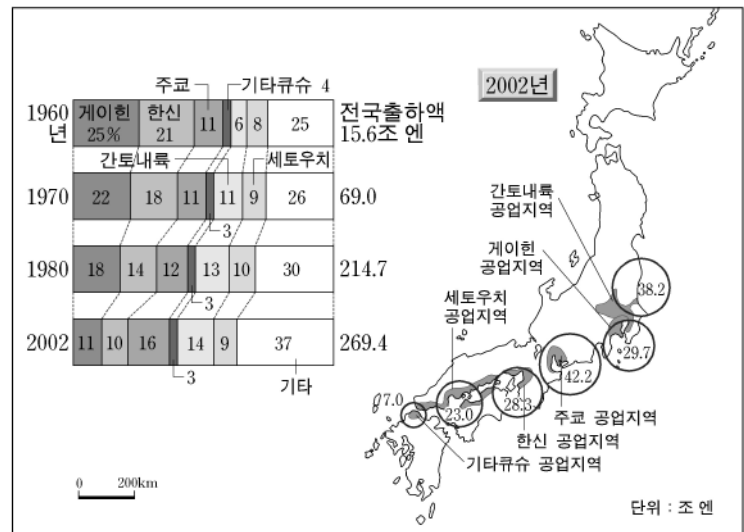 주쿄
기타큐슈 4
1960
년
게이힌
25%
한신
21
11
6
8
25
전국출하액
15.6조 엔
간토내륙
세토우치
1970
22
18
11
11
9
26
69.0
3
1980
18
14
12
13
10
30
214.7
3
2002
11
10
16
14
9
37
269.4
3
기타
0
200km
2002년
간토내륙
공업지역
게이힌
공업지역
세토우치
공업지역
38.2
29.7
42.2
28.3
23.0
7.0
주쿄 공업지역
한신 공업지역
기타큐슈 공업지역
단위 : 조 엔